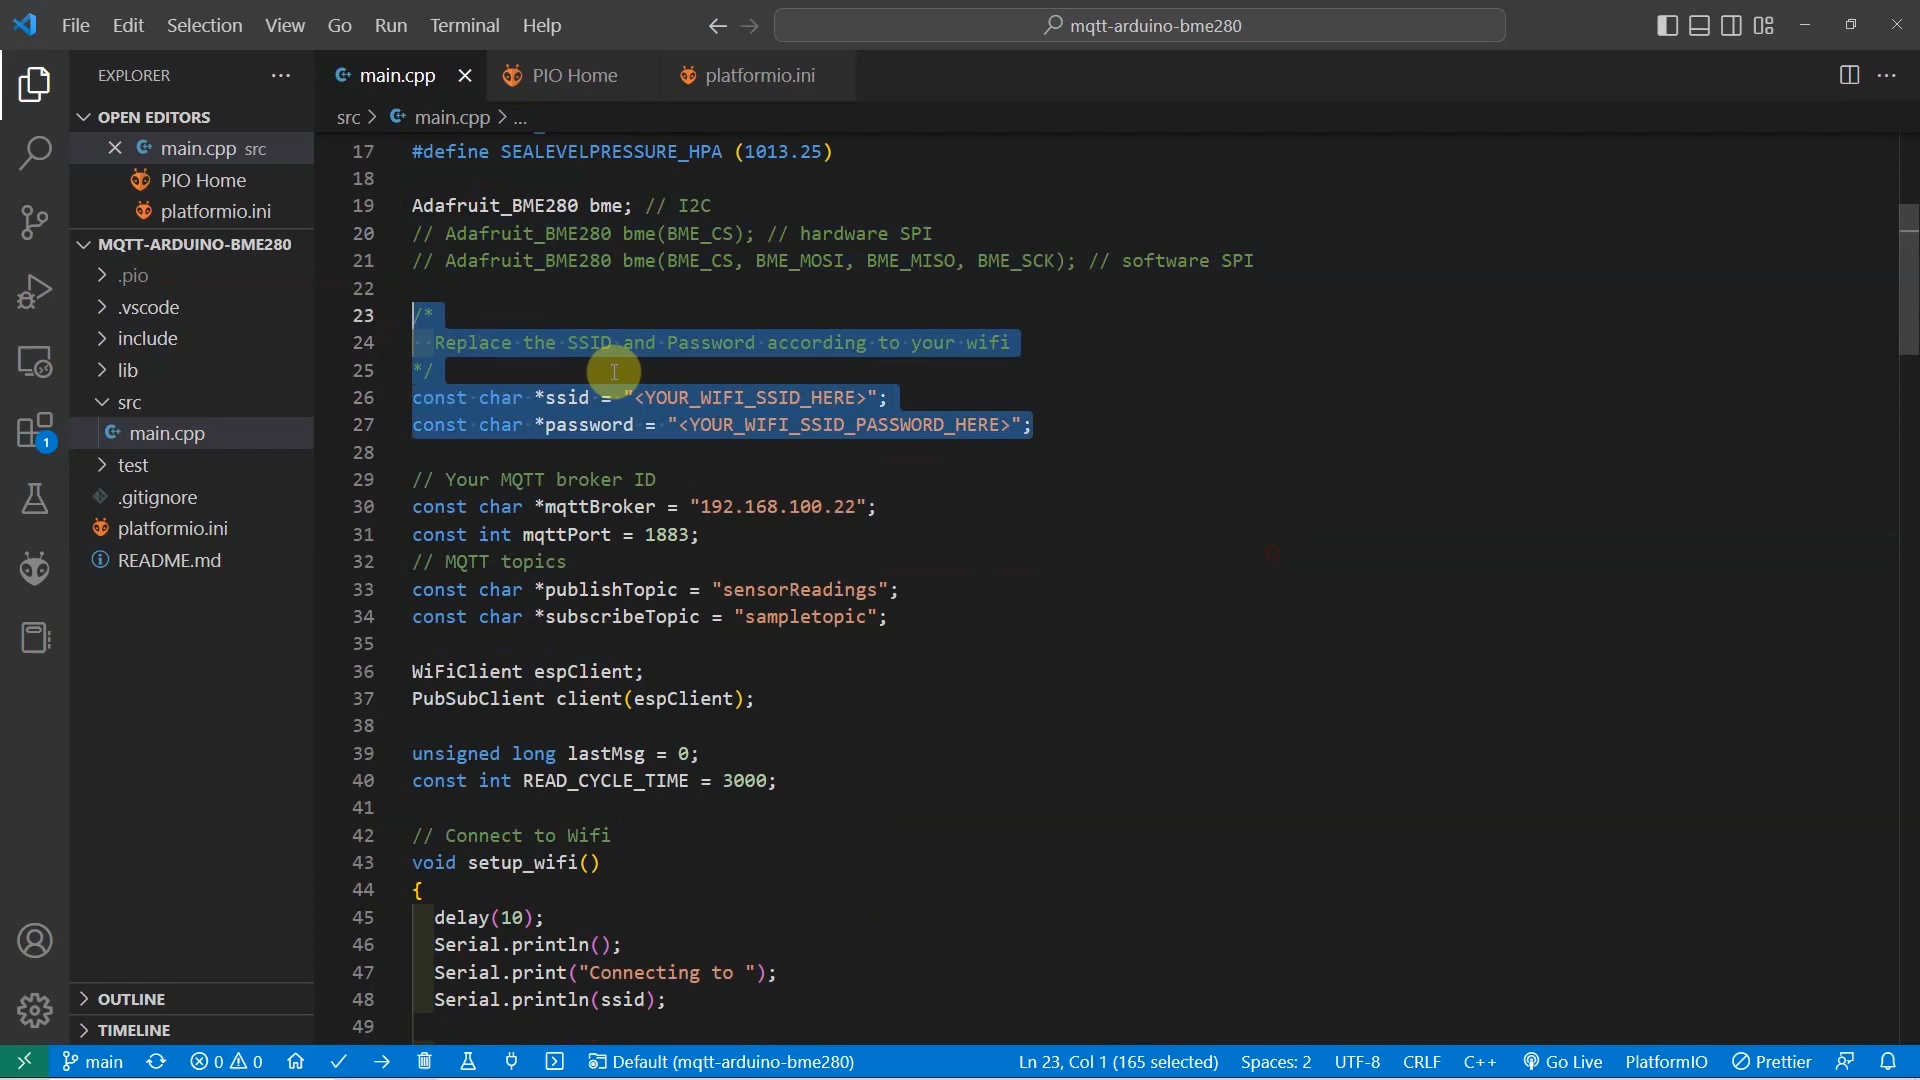 File Edit Selection View Go Run Terminal Help
mqtt-arduino-bme280
EXPLORER
main.cpp
PIO Home
platformio.ini
OPEN EDITORS
main.cpp src
PIO Home
platformio.ini
MQTT-ARDUINO-BME280
.pio
.vscode
include
lib
src
main.cpp
test
.gitignore
platformio.ini
README.md
OUTLINE
TIMELINE
1
src > main.cpp > ...
17 #define SEALEVELPRESSURE_HPA (1013.25)
18
19 Adafruit_BME280 bme; // I2C
20 // Adafruit_BME280 bme(BME_CS); // hardware SPI
21 // Adafruit_BME280 bme(BME_CS, BME_MOSI, BME_MISO, BME_SCK); // software SPI
22
23 /*
24 Replace the SSID and Password according to your wifi
25 */
26 const char *ssid = "<YOUR_WIFI_SSID_HERE>";
27 const char *password = "<YOUR_WIFI_SSID_PASSWORD_HERE>";
28
29 // Your MQTT broker ID
30 const char *mqttBroker = "192.168.100.22";
31 const int mqttPort = 1883;
32 // MQTT topics
33 const char *publishTopic = "sensorReadings";
34 const char *subscribeTopic = "sampletopic";
35
36 WiFiClient espClient;
37 PubSubClient client(espClient);
38
39 unsigned long lastMsg = 0;
40 const int READ_CYCLE_TIME = 3000;
41
42 // Connect to Wifi
43 void setup_wifi()
44 {
45 delay(10);
46 Serial.println();
47 Serial.print("Connecting to ");
48 Serial.println(ssid);
49
main 0 0 Default (mqtt-arduino-bme280) Ln 23, Col 1 (165 selected) Spaces: 2 UTF-8 CRLF C++ Go Live PlatformIO Prettier